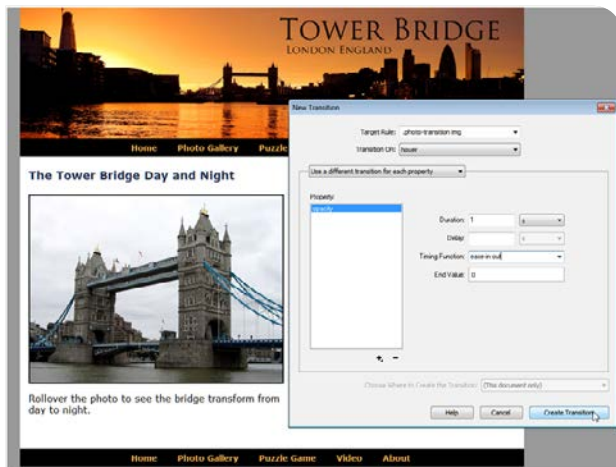 TOWER BRIDGE
LONDON ENGLAND
Home Photo Gallery Puzzle
The Tower Bridge Day and Night
Rollover the photo to see the bridge transform from
day to night.
Home Photo Gallery Puzzle Game Video About
New Transition
Target Rule: .photo-transition img
Transition On: hover
Use a different transition for each property
Property:
opacity
Duration: 1 s
Delay: s
Timing Function: ease-in out
End Value: 0
Choose Where to Create the Transition: (This document only)
Help Cancel Create Transition